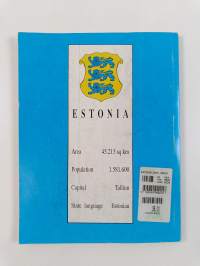 ESTONIA
Area 45.215 sq km
Population 1.581.600
Capital Tallinn
State language Estonian